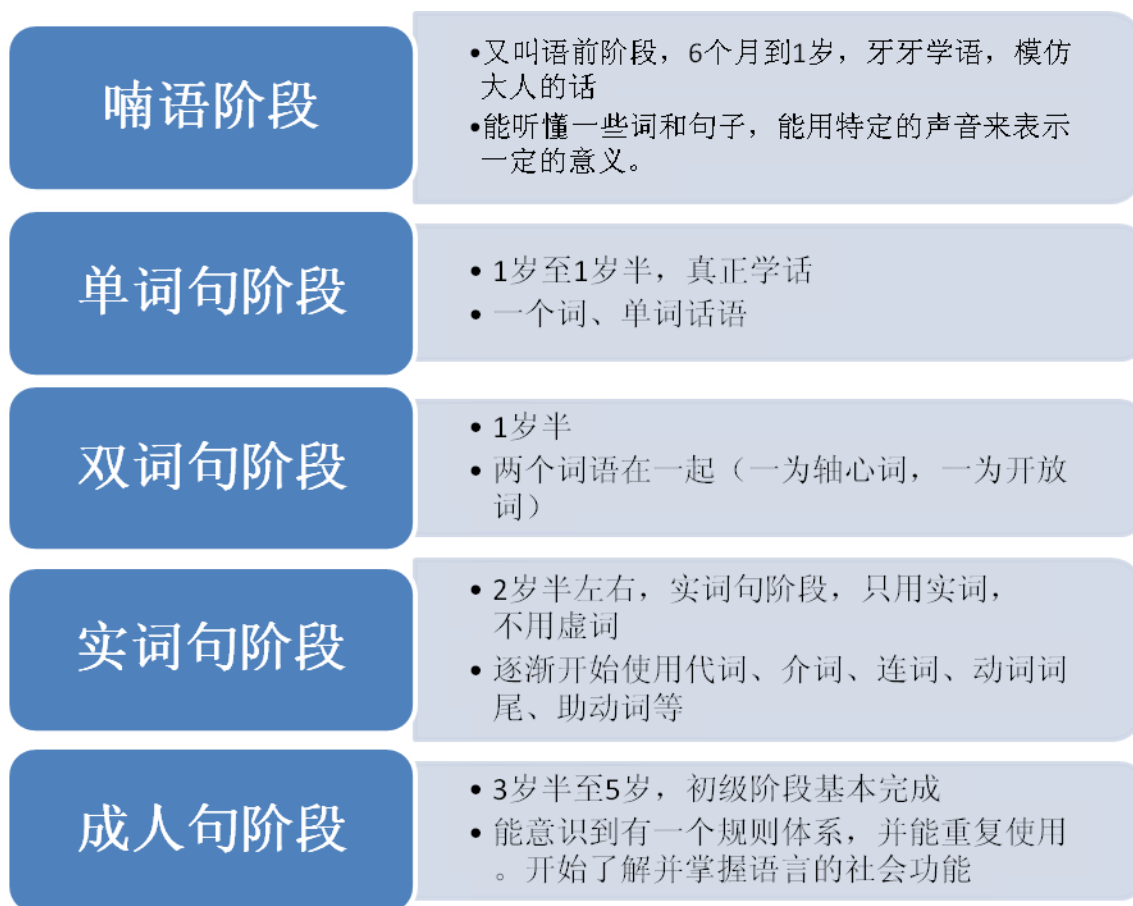 喃语阶段
•又叫语前阶段，6个月到1岁，牙牙学语，模仿
大人的话
•能听懂一些词和句子，能用特定的声音来表示
一定的意义。
单词句阶段
• 1岁至1岁半，真正学话
• 一个词、单词话语
双词句阶段
• 1岁半
• 两个词语在一起（一为轴心词，一为开放
词）
实词句阶段
• 2岁半左右，实词句阶段，只用实词，
不用虚词
• 逐渐开始使用代词、介词、连词、动词词
尾、助动词等
成人句阶段
• 3岁半至5岁，初级阶段基本完成
• 能意识到有一个规则体系，并能重复使用
。开始了解并掌握语言的社会功能